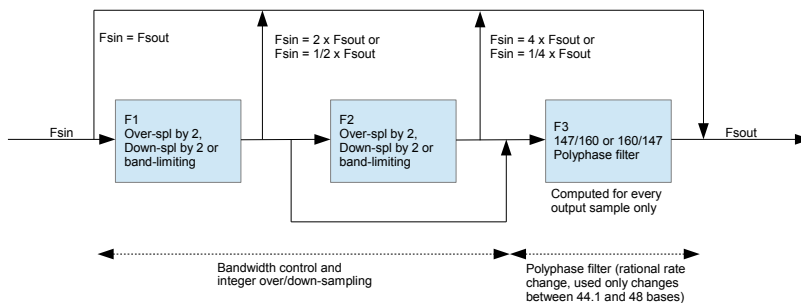 Fsin = Fsout
Fsin = 2 x Fsout or
Fsin = 1/2 x Fsout
Fsin = 4 x Fsout or
Fsin = 1/4 x Fsout
Fsin
F1
Over-spl by 2,
Down-spl by 2 or
band-limiting
F2
Over-spl by 2,
Down-spl by 2 or
band-limiting
F3
147/160 or 160/147
Polyphase filter
Fsout
Computed for every
output sample only
Bandwidth control and
integer over/down-sampling
Polyphase filter (rational rate
change, used only changes
between 44.1 and 48 bases)